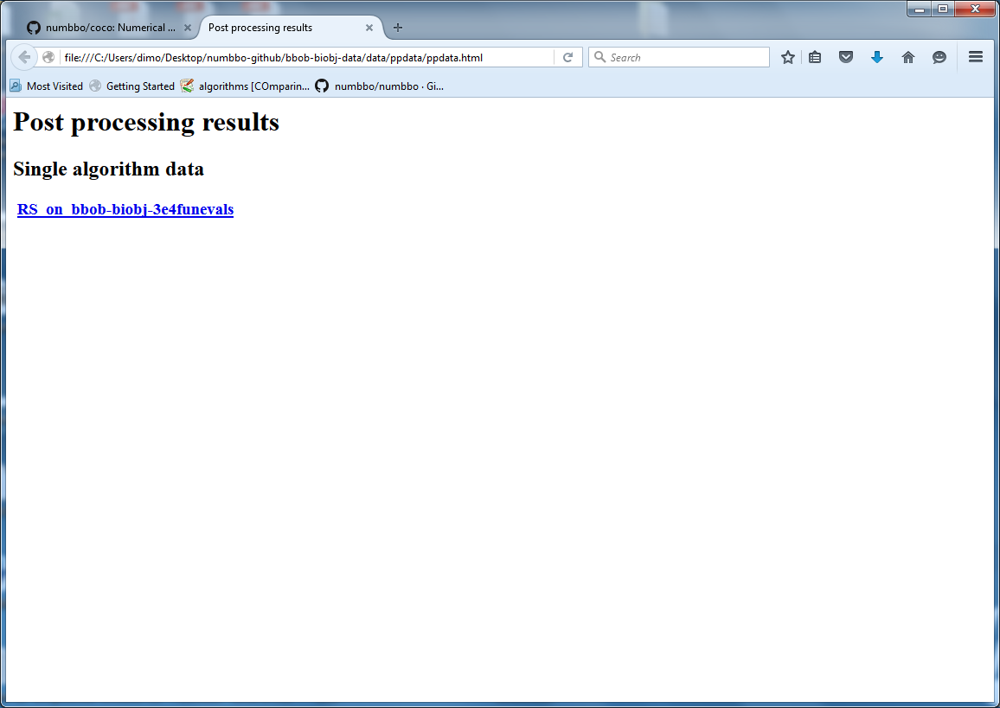 numbbo/coco: Numerical ...
Post processing results
file:///C:/Users/dimo/Desktop/numbbo-github/bbob-biobj-data/data/ppdata/ppdata.html
Search
Most Visited
Getting Started
algorithms [COmparin...
numbbo/numbbo · Gi...
Post processing results
Single algorithm data
RS_on_bbob-biobj-3e4funevals